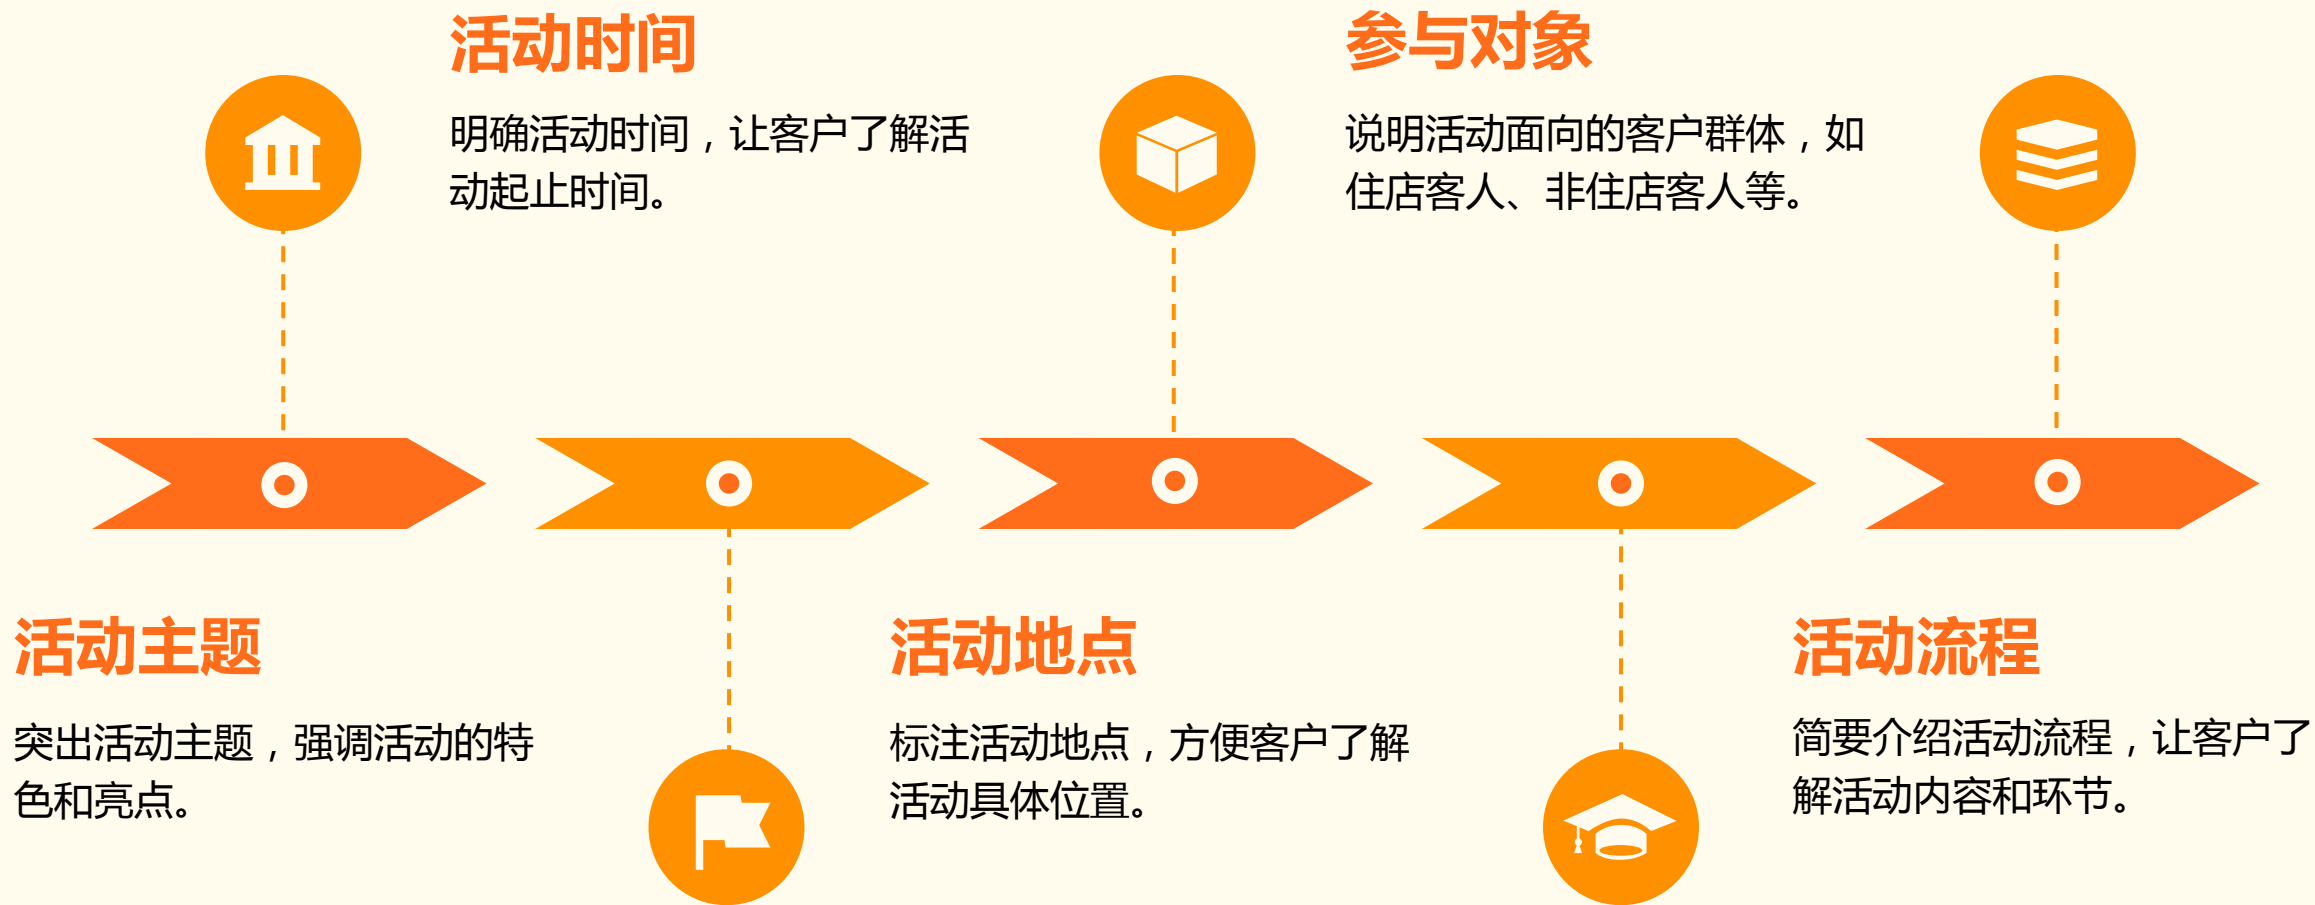 活动主题
突出活动主题，强调活动的特
色和亮点。
活动时间
明确活动时间，让客户了解活
动起止时间。
活动地点
标注活动地点，方便客户了解
活动具体位置。
参与对象
说明活动面向的客户群体，如
住店客人、非住店客人等。
活动流程
简要介绍活动流程，让客户了
解活动内容和环节。